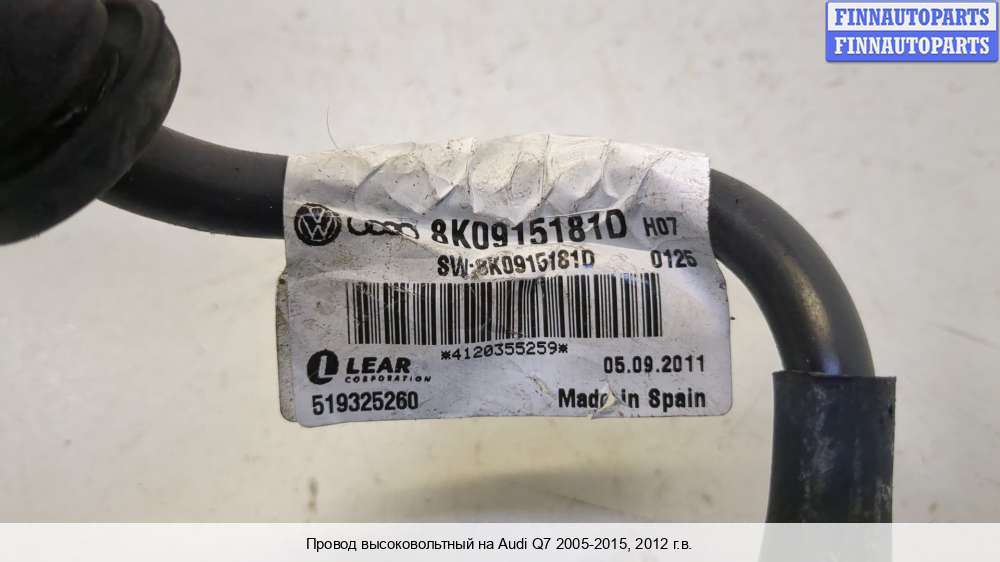 FINNAUTOPARTS
FINNAUTOPARTS
8K0915181D H07
SW:8K0915181D 0125
*4120355259*
LEAR 05.09.2011
CORPORATION
519325260 Made in Spain
Провод высоковольтный на Audi Q7 2005-2015, 2012 г.в.